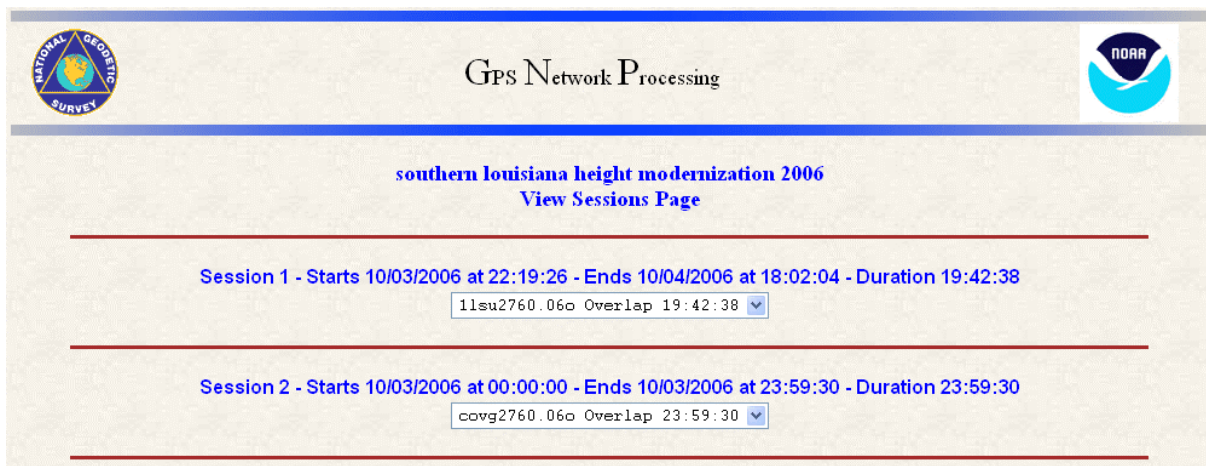 NATIONAL GEODETIC SURVEY
GPS Network Processing
NOAA
southern louisiana height modernization 2006
View Sessions Page
Session 1 - Starts 10/03/2006 at 22:19:26 - Ends 10/04/2006 at 18:02:04 - Duration 19:42:38
1lsu2760.06o Overlap 19:42:38
Session 2 - Starts 10/03/2006 at 00:00:00 - Ends 10/03/2006 at 23:59:30 - Duration 23:59:30
covg2760.06o Overlap 23:59:30